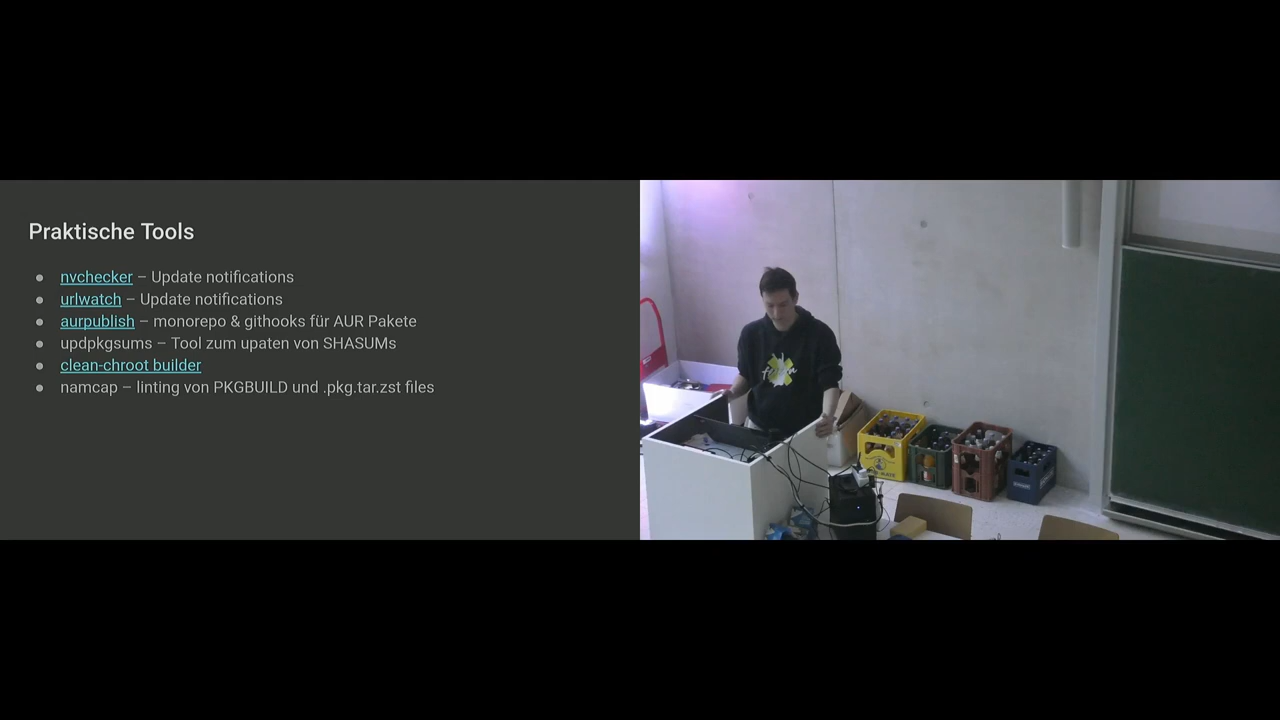 Praktische Tools
nvchecker – Update notifications
urlwatch – Update notifications
aurpublish – monorepo & githooks für AUR Pakete
updpkgsums – Tool zum upaten von SHASUMs
clean-chroot builder
namcap – linting von PKGBUILD und .pkg.tar.zst files